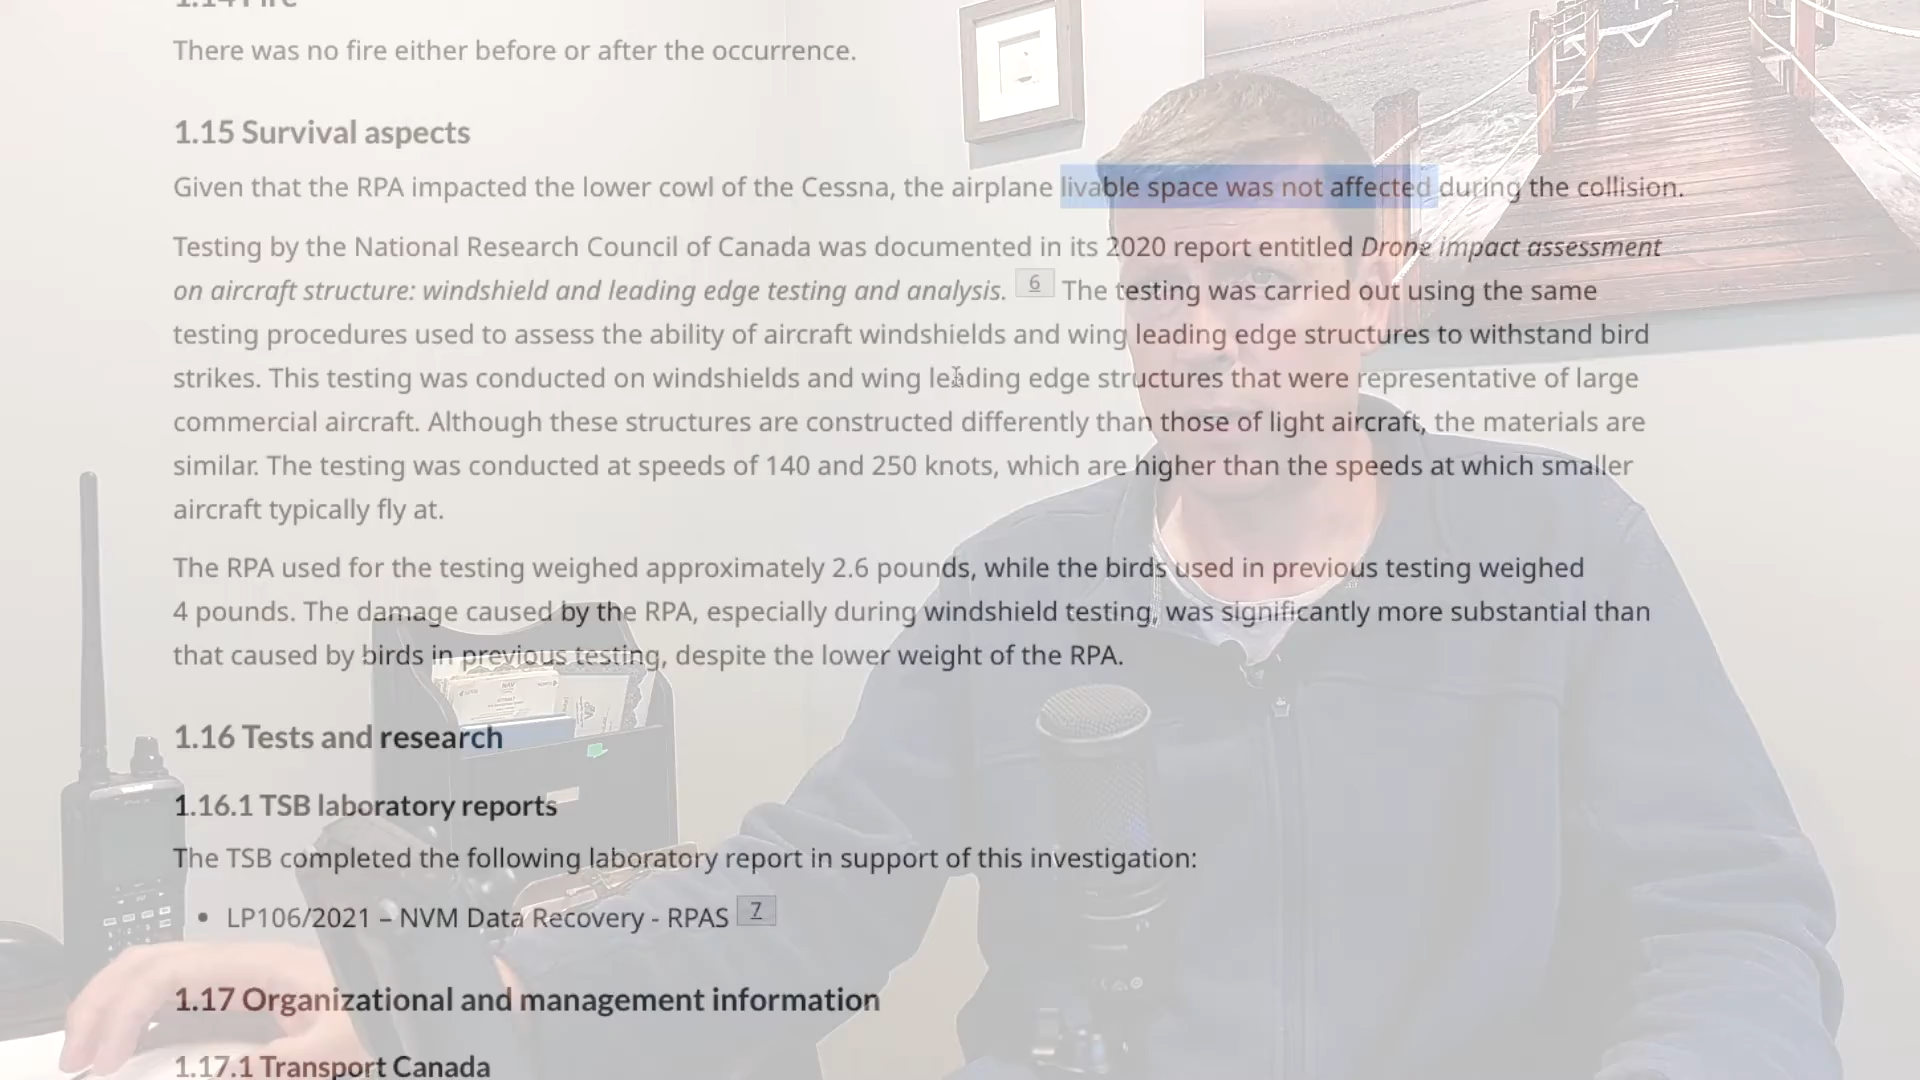 1.14 Fire
There was no fire either before or after the occurrence.
1.15 Survival aspects
Given that the RPA impacted the lower cowl of the Cessna, the airplane livable space was not affected during the collision.
Testing by the National Research Council of Canada was documented in its 2020 report entitled Drone impact assessment
on aircraft structure: windshield and leading edge testing and analysis. 6 The testing was carried out using the same
testing procedures used to assess the ability of aircraft windshields and wing leading edge structures to withstand bird
strikes. This testing was conducted on windshields and wing leading edge structures that were representative of large
commercial aircraft. Although these structures are constructed differently than those of light aircraft, the materials are
similar. The testing was conducted at speeds of 140 and 250 knots, which are higher than the speeds at which smaller
aircraft typically fly at.
The RPA used for the testing weighed approximately 2.6 pounds, while the birds used in previous testing weighed
4 pounds. The damage caused by the RPA, especially during windshield testing, was significantly more substantial than
that caused by birds in previous testing, despite the lower weight of the RPA.
1.16 Tests and research
1.16.1 TSB laboratory reports
The TSB completed the following laboratory report in support of this investigation:
• LP106/2021 – NVM Data Recovery - RPAS 7
1.17 Organizational and management information
1.17.1 Transport Canada